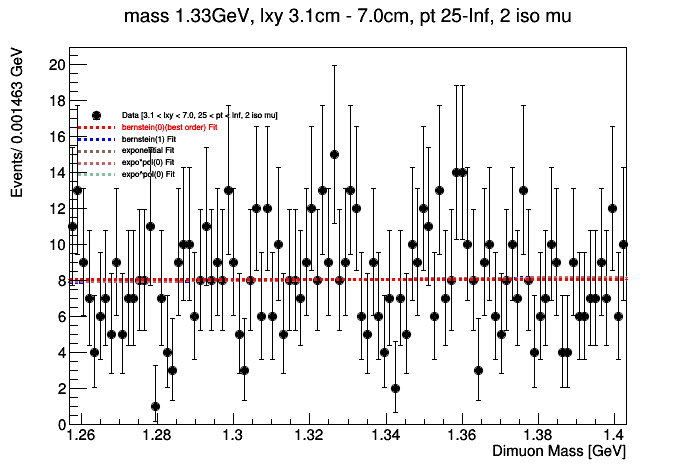 mass 1.33GeV, lxy 3.1cm - 7.0cm, pt 25-Inf, 2 iso mu
Events/ 0.001463 GeV
20
18
16
14
12
10
8
6
4
2
0
Data [3.1 < lxy < 7.0, 25 < pt < Inf, 2 iso mu]
bernstein(0)(best order) Fit
bernstein(1) Fit
exponential Fit
expo*pol(0) Fit
expo^pol(0) Fit
1.26 1.28 1.3 1.32 1.34 1.36 1.38 1.4
Dimuon Mass [GeV]